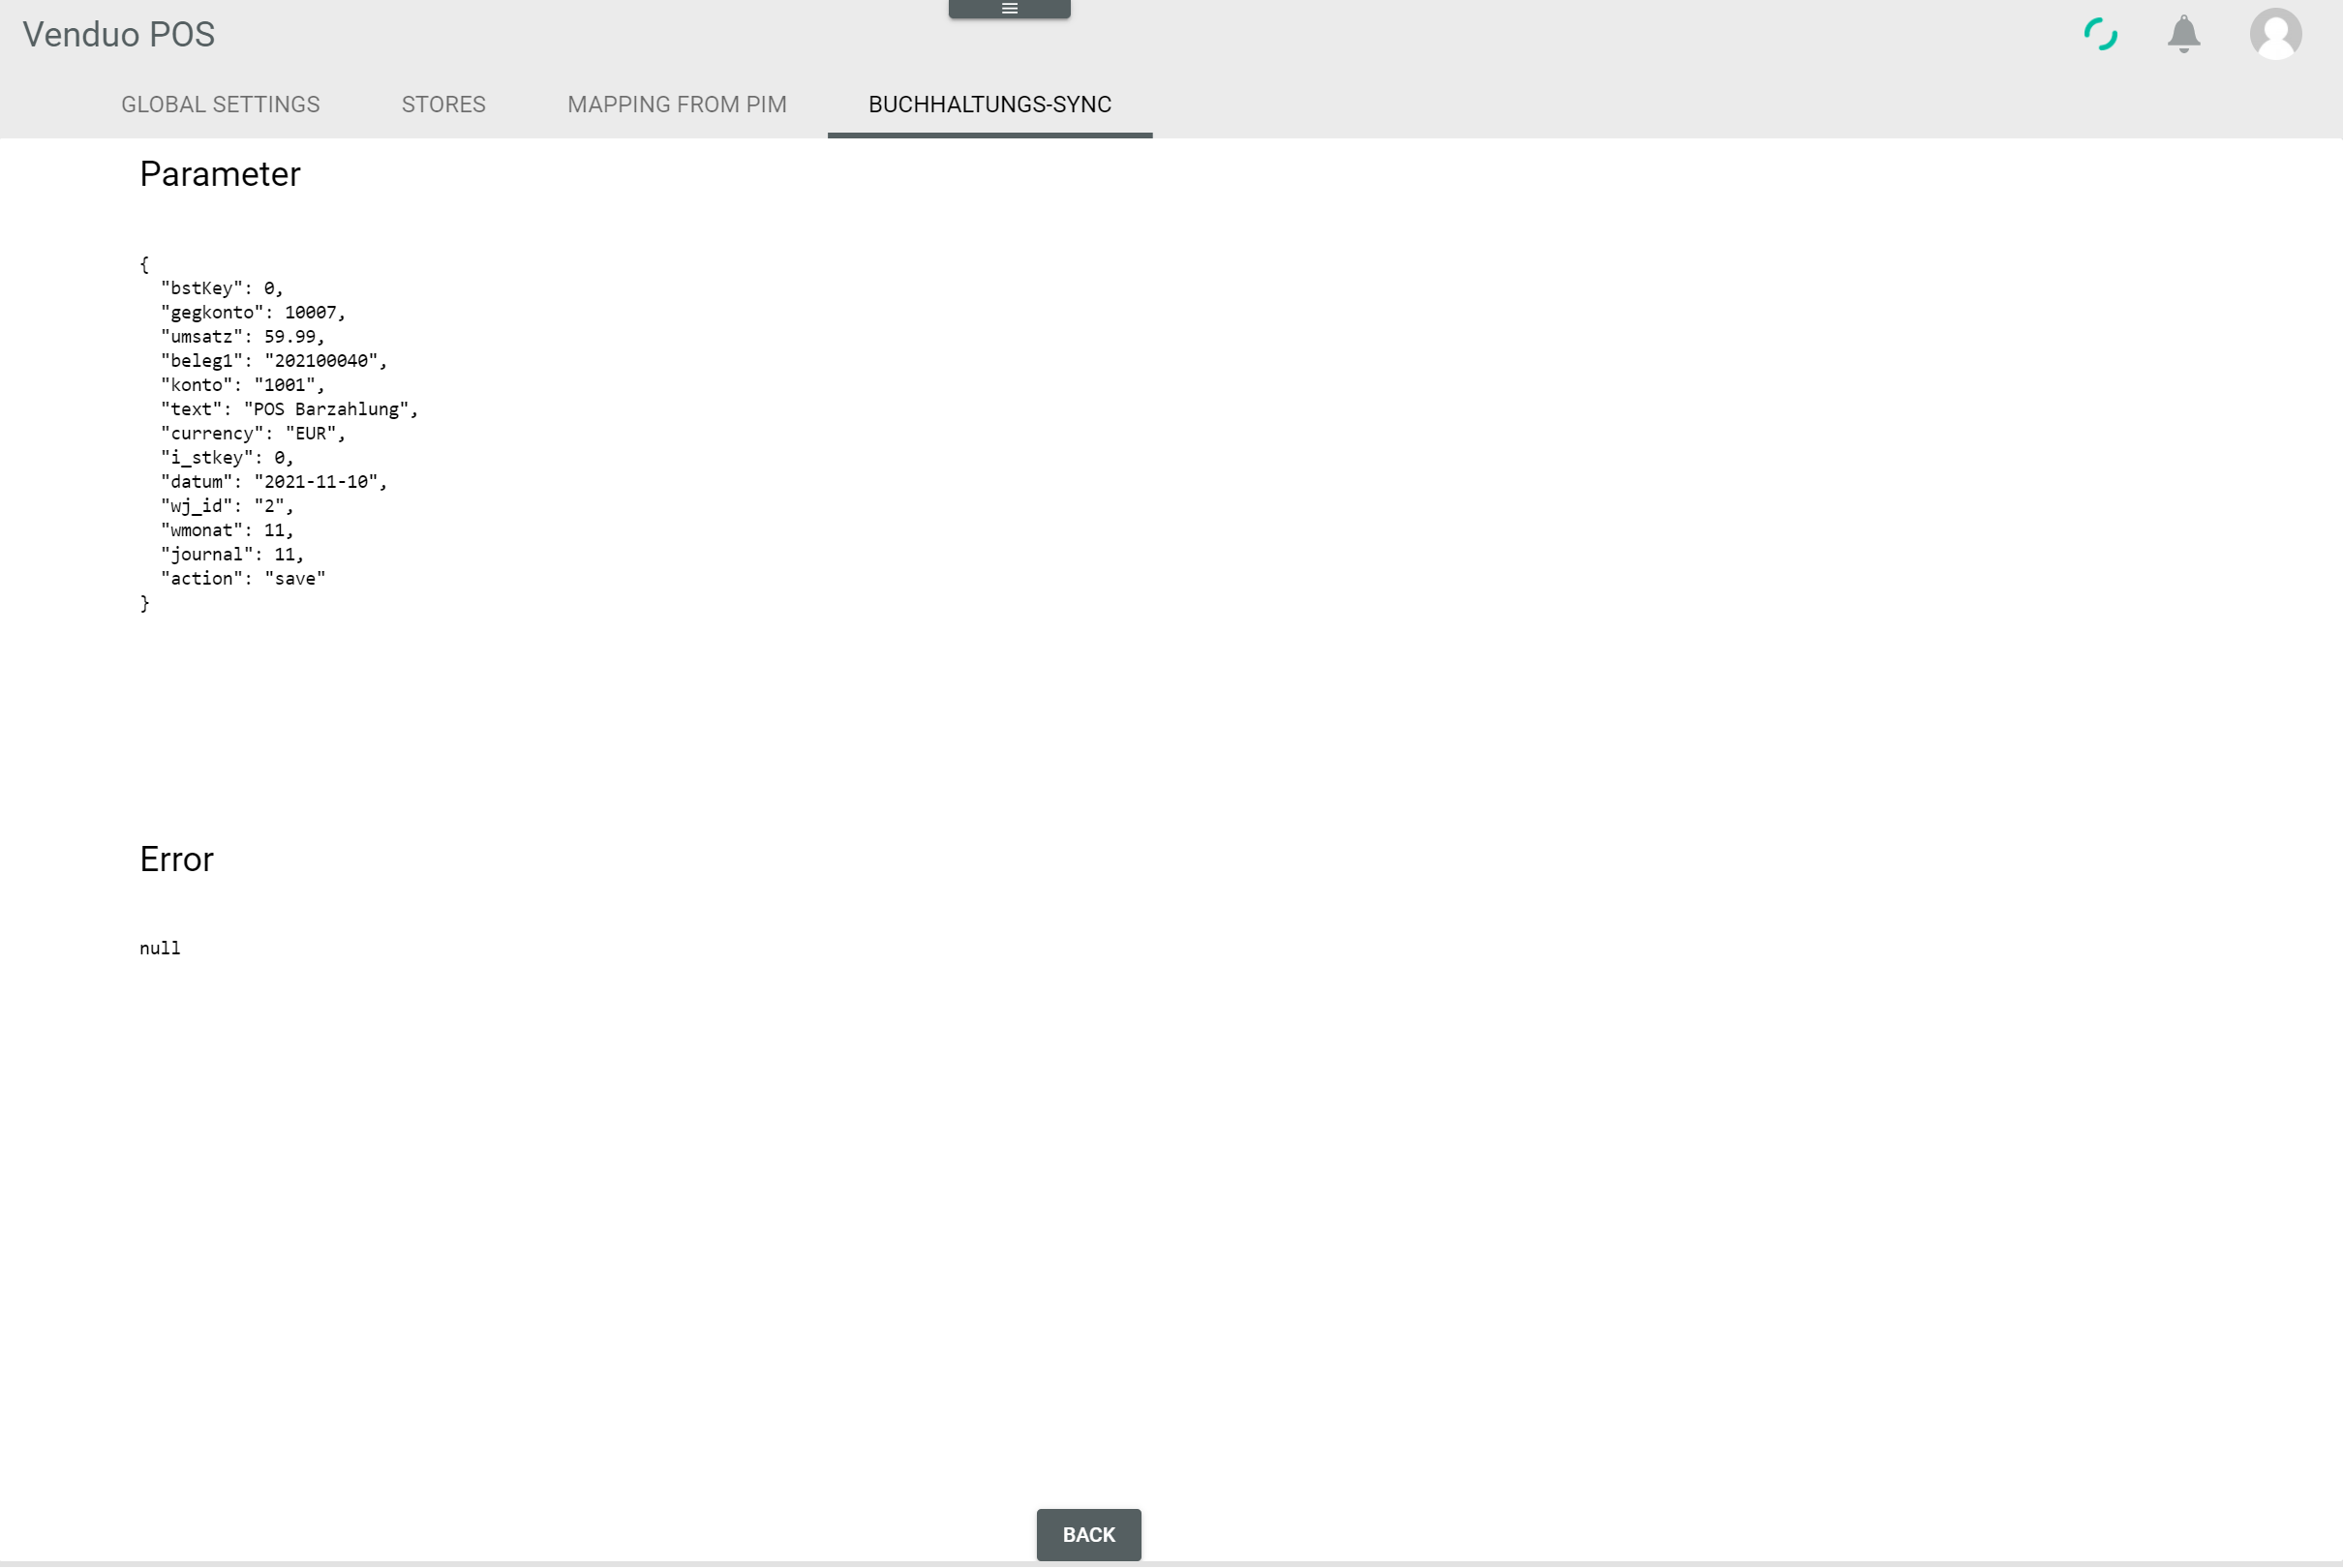 Venduo POS
GLOBAL SETTINGS STORES MAPPING FROM PIM BUCHHALTUNGS-SYNC
Parameter
{
  "bstKey": 0,
  "gegkonto": 10007,
  "umsatz": 59.99,
  "beleg1": "202100040",
  "konto": "1001",
  "text": "POS Barzahlung",
  "currency": "EUR",
  "i_stkey": 0,
  "datum": "2021-11-10",
  "wj_id": "2",
  "wmonat": 11,
  "journal": 11,
  "action": "save"
}
Error
null
BACK